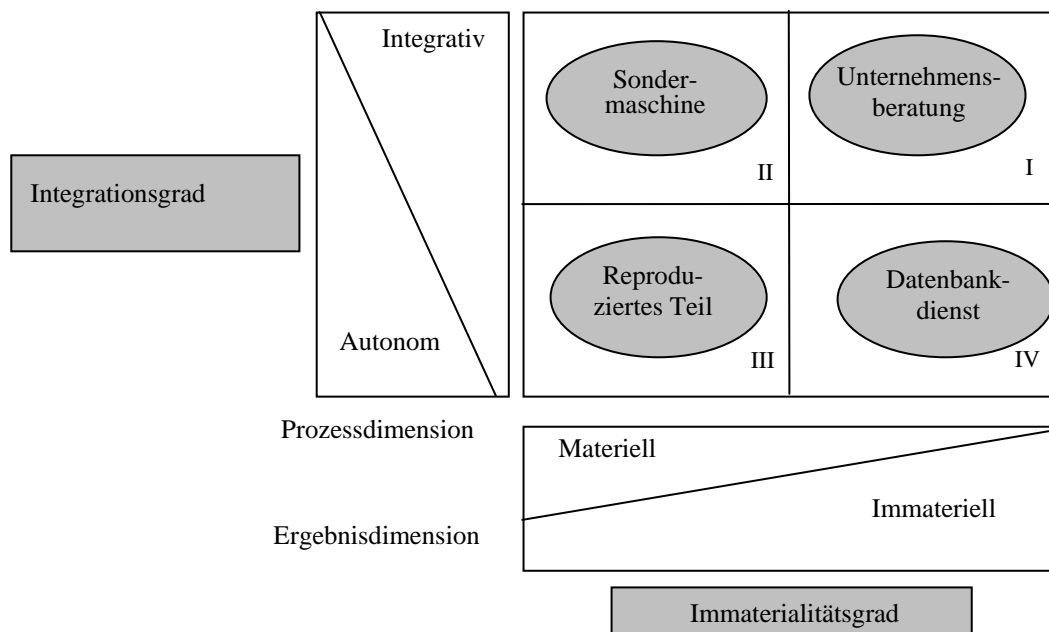 Integrativ
Sonder-
maschine
Unternehmens-
beratung
II
I
Integrationsgrad
Reprodu-
ziertes Teil
Datenbank-
dienst
Autonom
III
IV
Prozessdimension
Materiell
Immateriell
Ergebnisdimension
Immaterialitätsgrad